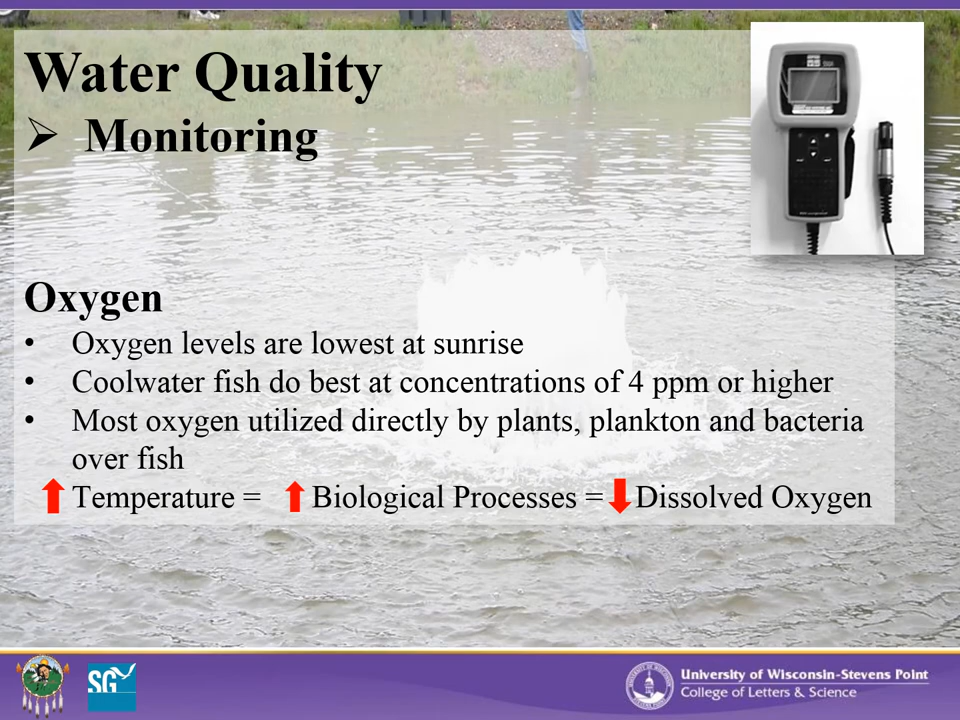 Water Quality
➢ Monitoring
Oxygen
• Oxygen levels are lowest at sunrise
• Coolwater fish do best at concentrations of 4 ppm or higher
• Most oxygen utilized directly by plants, plankton and bacteria
over fish
⬆ Temperature = ⬆ Biological Processes = ⬇ Dissolved Oxygen
SG
University of Wisconsin-Stevens Point
College of Letters & Science